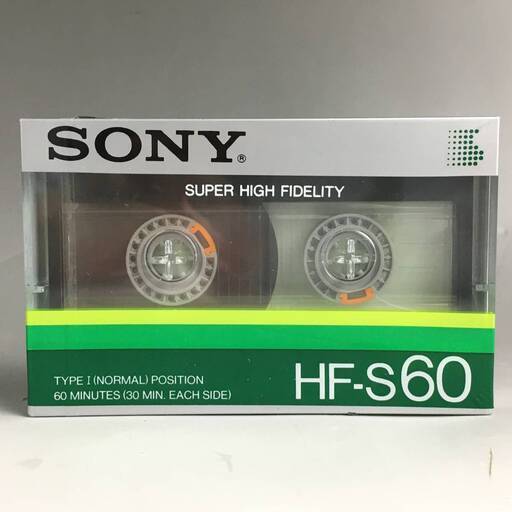 SONY®
SUPER HIGH FIDELITY
TYPE I (NORMAL) POSITION
60 MINUTES (30 MIN. EACH SIDE)
HF-S60